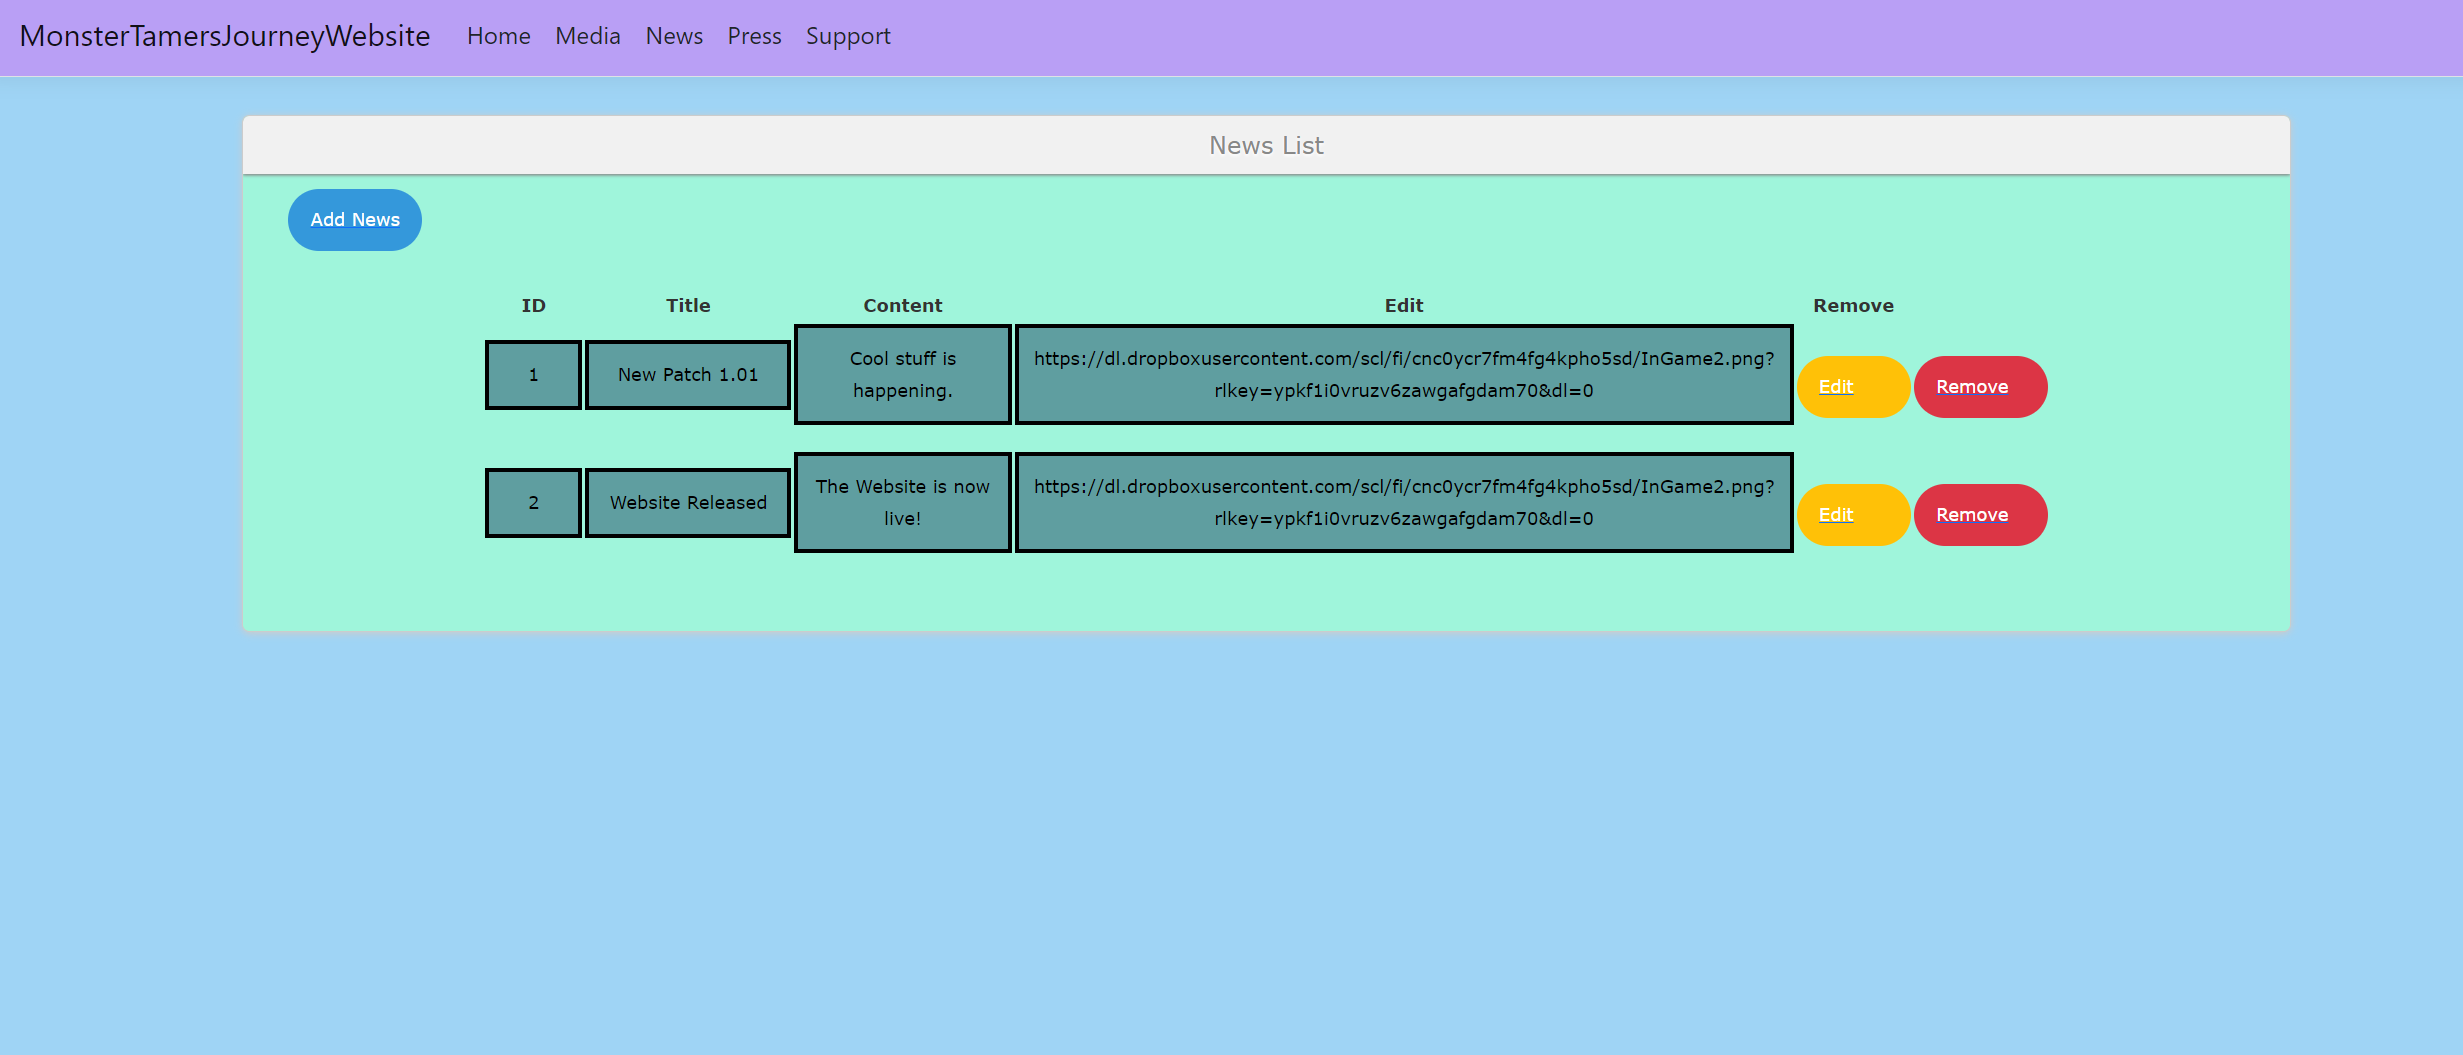 MonsterTamersJourneyWebsite Home Media News Press Support
News List
Add News
ID Title Content Edit Remove
1 New Patch 1.01 Cool stuff is happening. https://dl.dropboxusercontent.com/scl/fi/cnc0ycr7fm4fg4kpho5sd/InGame2.png?rlkey=ypkf1i0vruzv6zawgafgdam70&dl=0 Edit Remove
2 Website Released The Website is now live! https://dl.dropboxusercontent.com/scl/fi/cnc0ycr7fm4fg4kpho5sd/InGame2.png?rlkey=ypkf1i0vruzv6zawgafgdam70&dl=0 Edit Remove